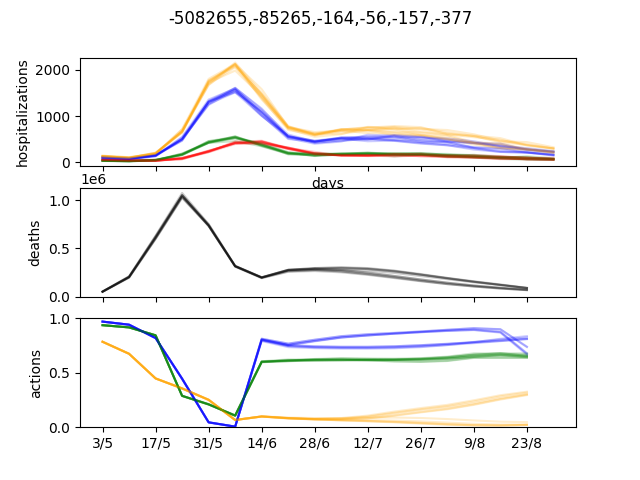 -5082655,-85265,-164,-56,-157,-377
hospitalizations
2000
1000
0
days
1e6
deaths
1.0
0.5
0.0
actions
1.0
0.5
0.0
3/5 17/5 31/5 14/6 28/6 12/7 26/7 9/8 23/8